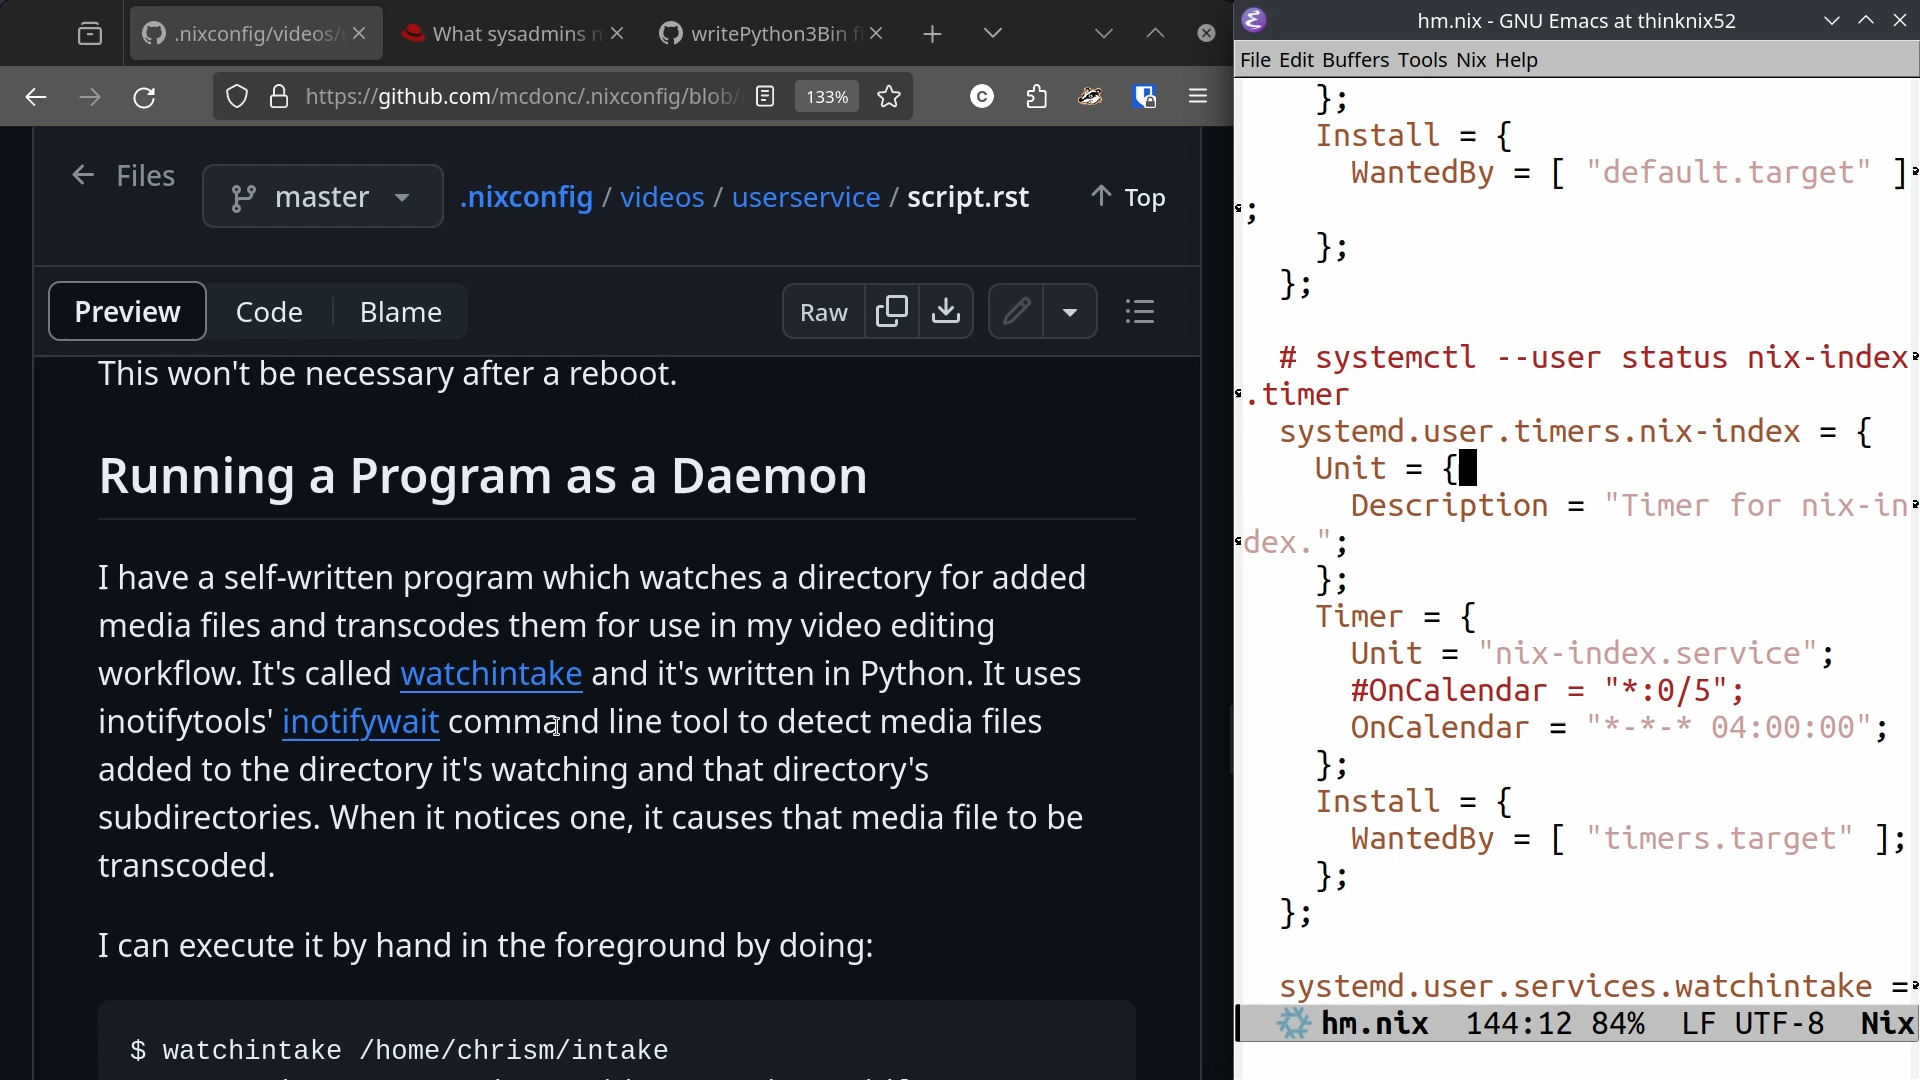 .nixconfig/videos/
What sysadmins n
writePython3Bin fl
https://github.com/mcdonc/.nixconfig/blob/
133%
Files
master
.nixconfig / videos / userservice / script.rst
Top
Preview
Code
Blame
Raw
This won't be necessary after a reboot.
Running a Program as a Daemon
I have a self-written program which watches a directory for added
media files and transcodes them for use in my video editing
workflow. It's called watchintake and it's written in Python. It uses
inotifytools' inotifywait command line tool to detect media files
added to the directory it's watching and that directory's
subdirectories. When it notices one, it causes that media file to be
transcoded.
I can execute it by hand in the foreground by doing:
$ watchintake /home/chrism/intake
hm.nix - GNU Emacs at thinknix52
File Edit Buffers Tools Nix Help
};
Install = {
WantedBy = [ "default.target" ]
;
};
};
# systemctl --user status nix-index
.timer
systemd.user.timers.nix-index = {
Unit = {
Description = "Timer for nix-in
dex.";
};
Timer = {
Unit = "nix-index.service";
#OnCalendar = "*:0/5";
OnCalendar = "*-*-* 04:00:00";
};
Install = {
WantedBy = [ "timers.target" ];
};
};
systemd.user.services.watchintake =
hm.nix 144:12 84% LF UTF-8 Nix